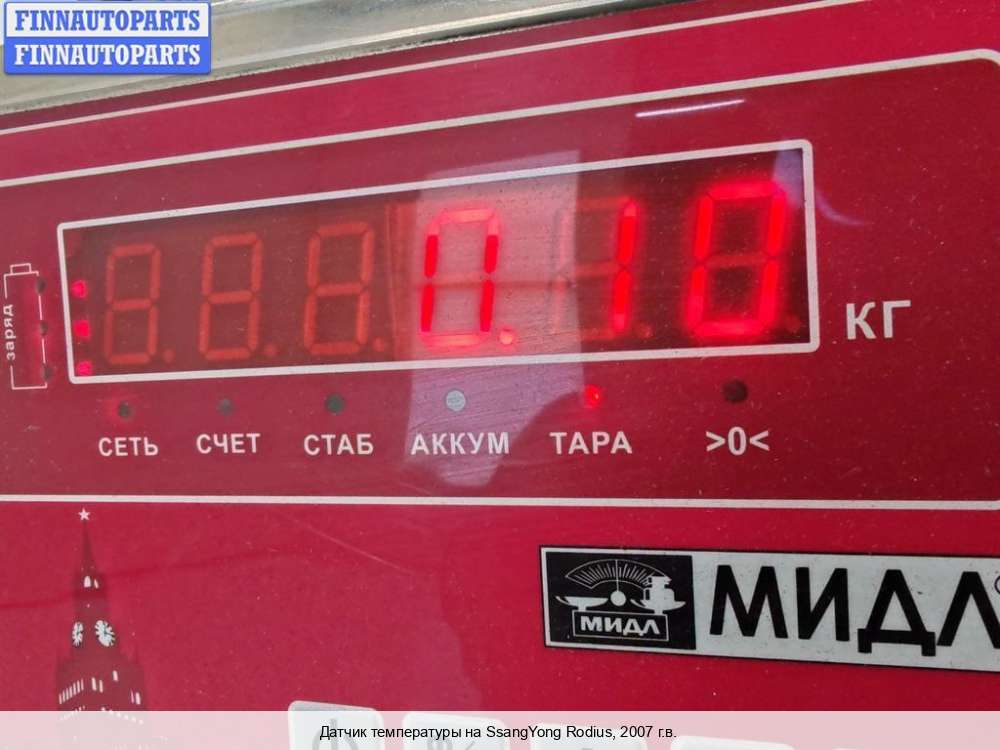 FINNAUTOPARTS
FINNAUTOPARTS
0.10
КГ
заряд
СЕТЬ СЧЕТ СТАБ АККУМ ТАРА >0<
МИДЛ
МИДЛ
Датчик температуры на SsangYong Rodius, 2007 г.в.